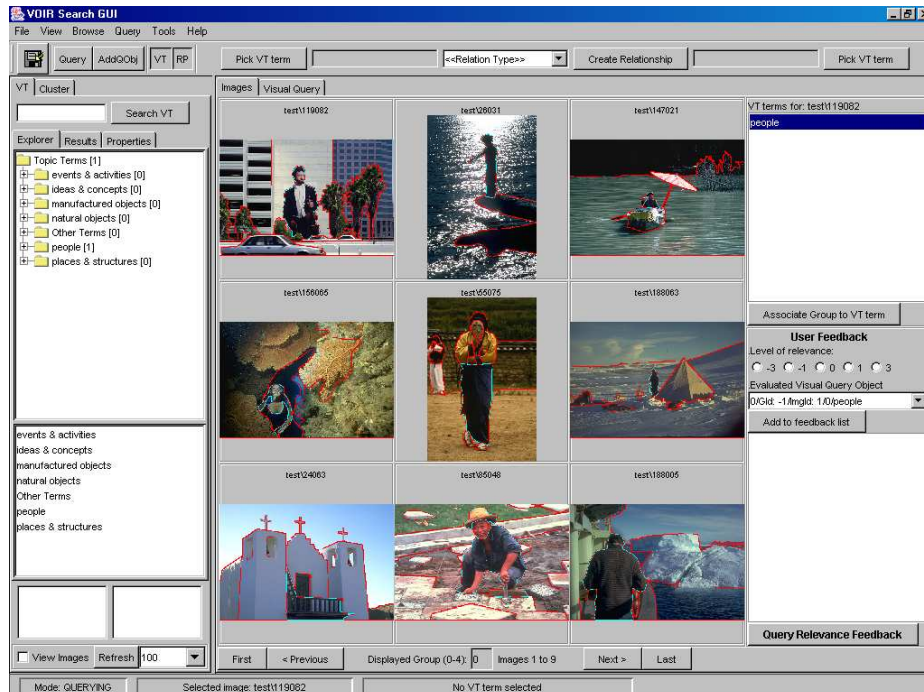 VOIR Search GUI
File View Browse Query Tools Help
Query AddQObj VT RP Pick VT term <<Relation Type>> Create Relationship Pick VT term
VT Cluster
Search VT
Explorer Results Properties
Topic Terms [1]
events & activities [0]
ideas & concepts [0]
manufactured objects [0]
natural objects [0]
Other Terms [0]
people [1]
places & structures [0]
events & activities
ideas & concepts
manufactured objects
natural objects
Other Terms
people
places & structures
View Images Refresh 100
Images Visual Query
test\119082 test\26031 test\147021
test\156065 test\55075 test\188063
test\24063 test\85048 test\188005
First < Previous Displayed Group (0-4): 0 Images 1 to 9 Next > Last
VT terms for: test\119082
people
Associate Group to VT term
User Feedback
Level of relevance:
-3 -1 0 1 3
Evaluated Visual Query Object
0/GId: -1/ImgId: 1/0/people
Add to feedback list
Query Relevance Feedback
Mode: QUERYING Selected image: test\119082 No VT term selected